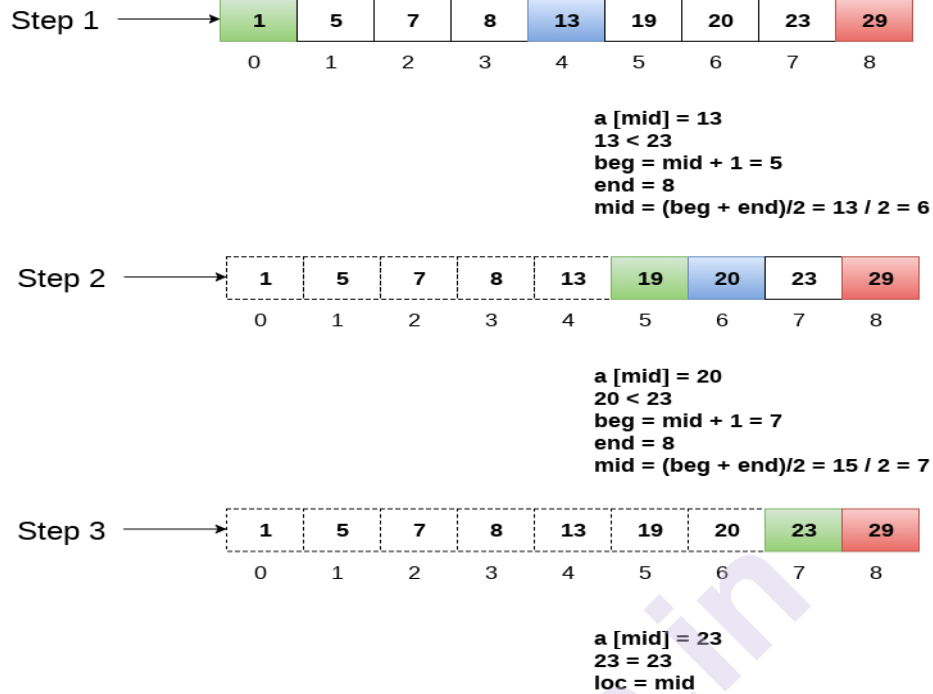 Step 1
1 5 7 8 13 19 20 23 29
0 1 2 3 4 5 6 7 8
a [mid] = 13
13 < 23
beg = mid + 1 = 5
end = 8
mid = (beg + end)/2 = 13 / 2 = 6
Step 2
1 5 7 8 13 19 20 23 29
0 1 2 3 4 5 6 7 8
a [mid] = 20
20 < 23
beg = mid + 1 = 7
end = 8
mid = (beg + end)/2 = 15 / 2 = 7
Step 3
1 5 7 8 13 19 20 23 29
0 1 2 3 4 5 6 7 8
a [mid] = 23
23 = 23
loc = mid
in